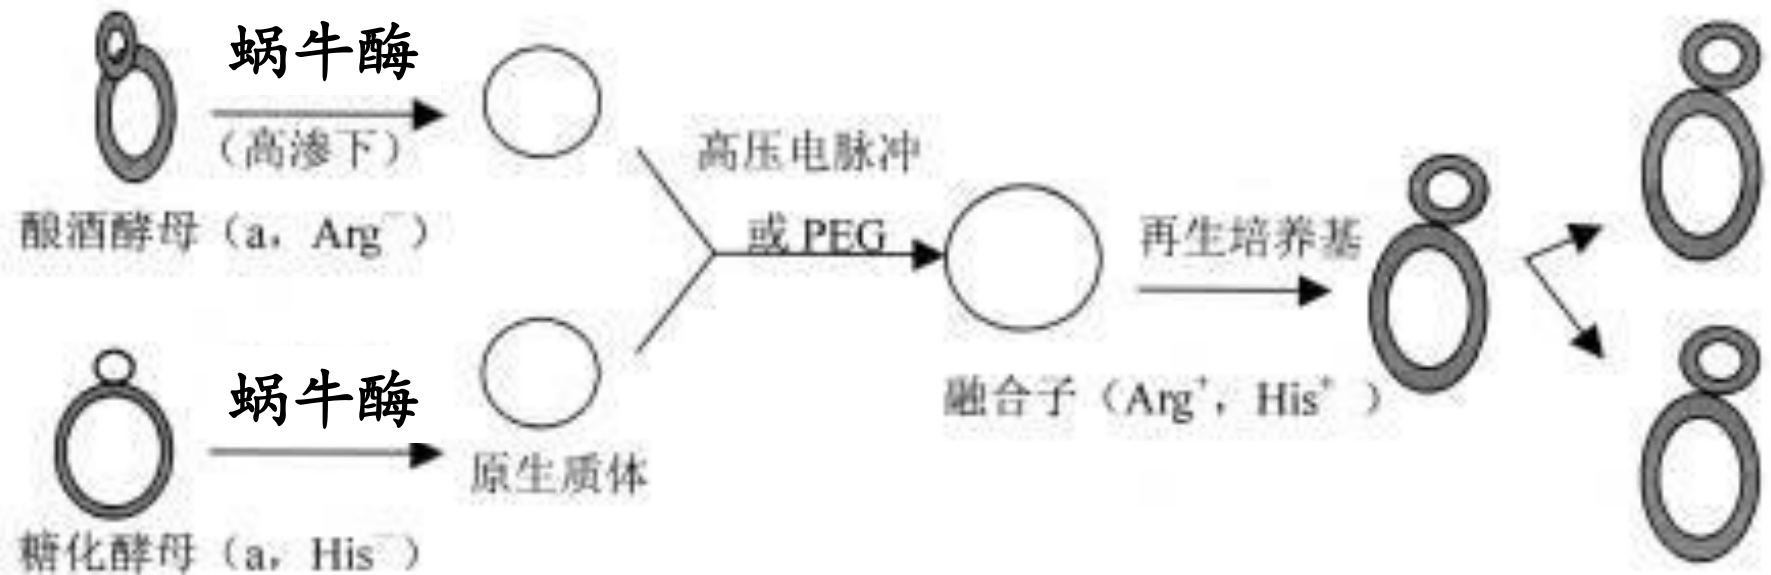 蜗牛酶
(高渗下)
酿酒酵母(a，Arg⁻)
高压电脉冲
或 PEG
再生培养基
融合子(Arg⁺，His⁺ )
蜗牛酶
原生质体
糖化酵母(a，His⁻)